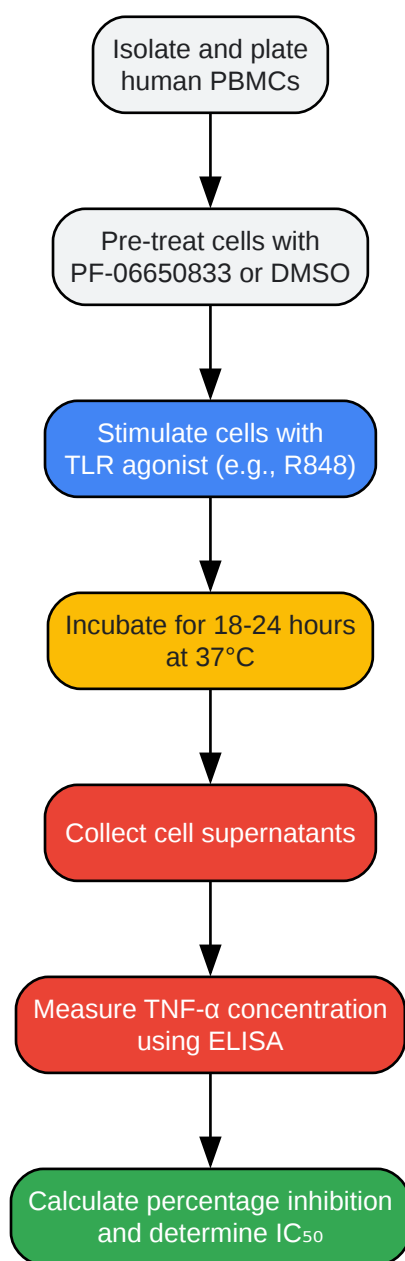 Isolate and plate
human PBMCs
Pre-treat cells with
PF-06650833 or DMSO
Stimulate cells with
TLR agonist (e.g., R848)
Incubate for 18-24 hours
at 37°C
Collect cell supernatants
Measure TNF-α concentration
using ELISA
Calculate percentage inhibition
and determine IC₅₀